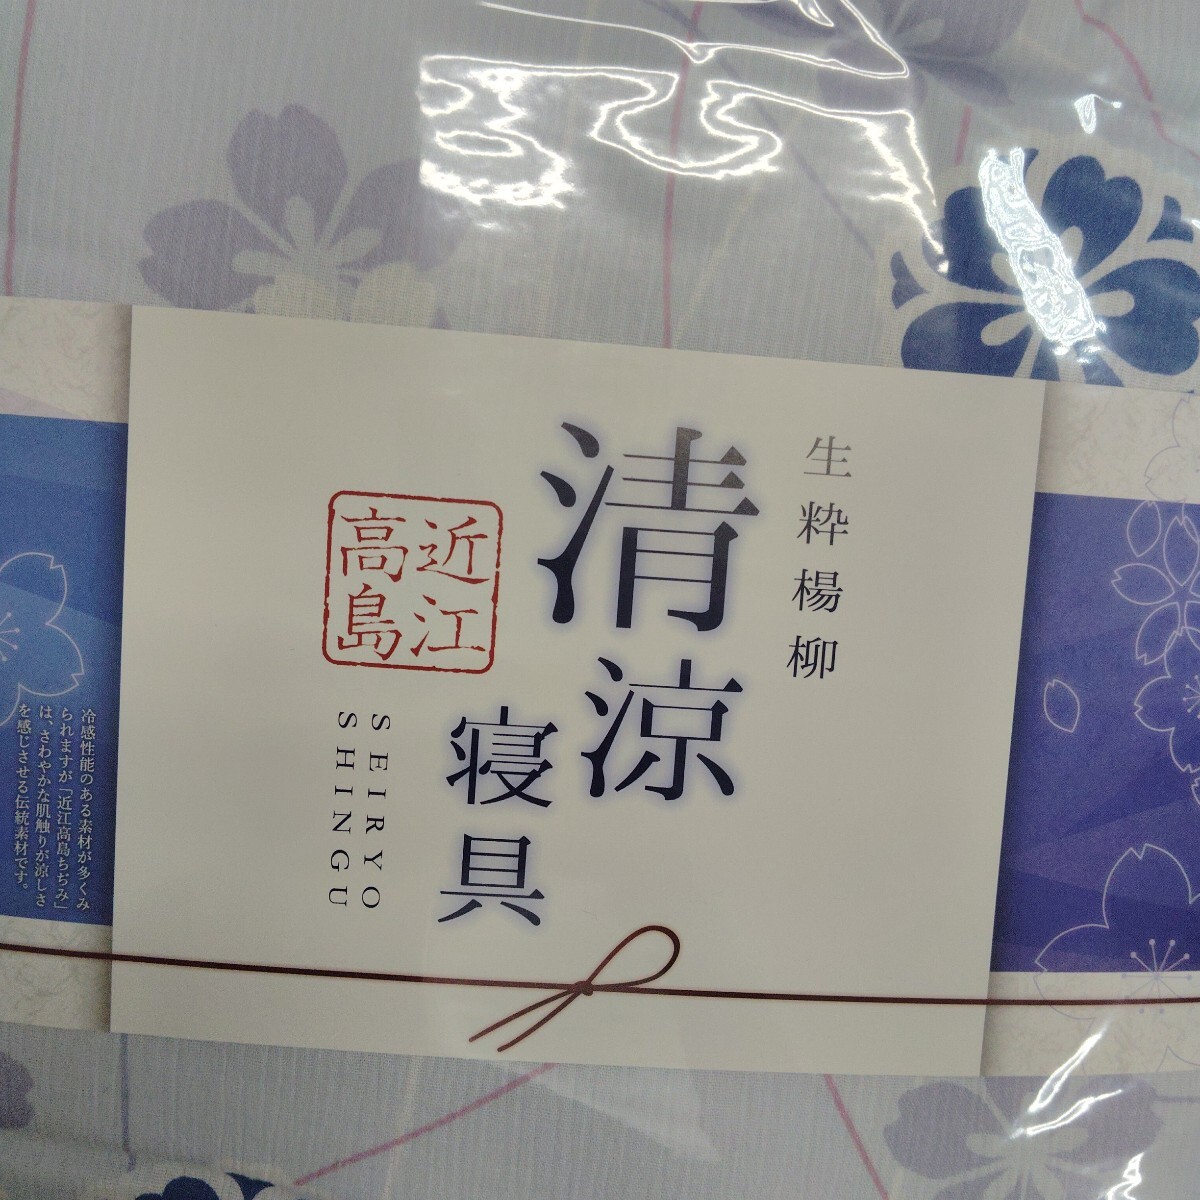 生粋楊柳
清涼
寝具
近江
高島
SEIRYO
SHINGU
冷感性能のある素材が多くみ
られますが「近江高島ちぢみ」
は、さわやかな肌触りが涼しさ
を感じさせる伝統素材です。